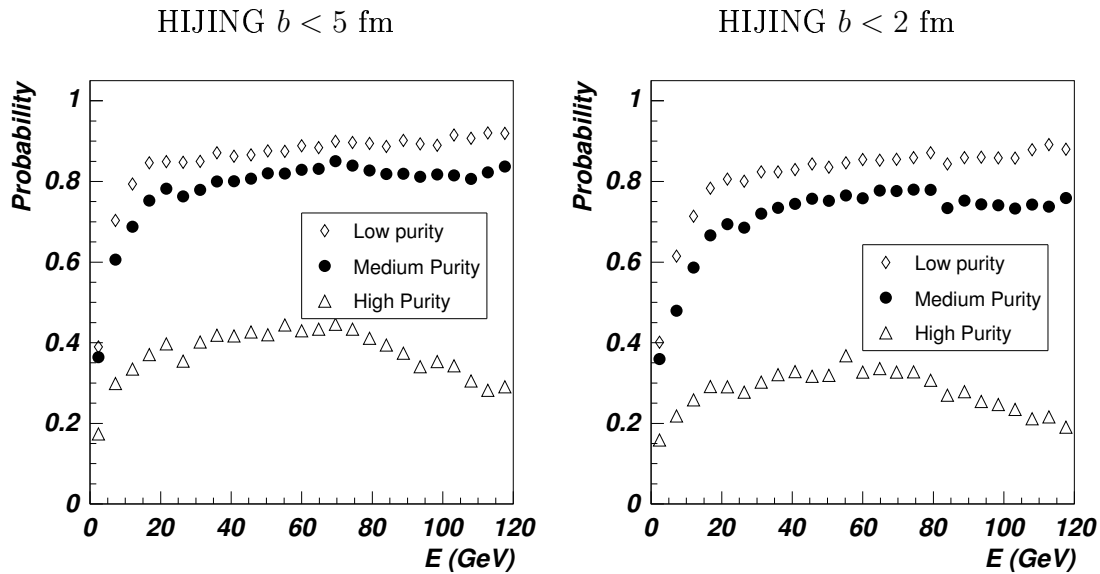 HIJING b < 5 fm
Probability
1
0.8
0.6
0.4
0.2
0
Low purity
Medium Purity
High Purity
0 20 40 60 80 100 120
E (GeV)
HIJING b < 2 fm
Probability
1
0.8
0.6
0.4
0.2
0
Low purity
Medium Purity
High Purity
0 20 40 60 80 100 120
E (GeV)